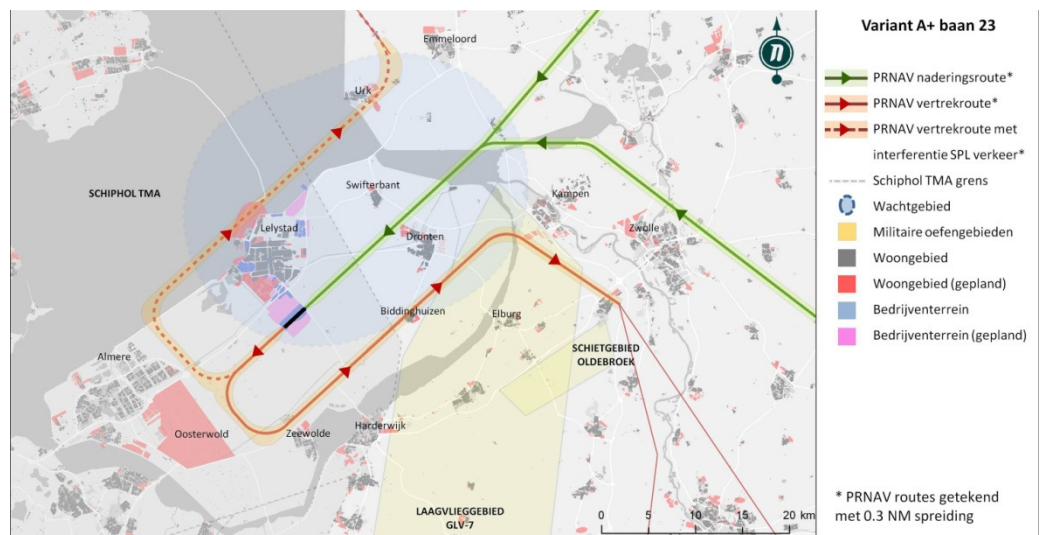 Emmeloord
Urk
SCHIPHOL TMA
Swifterbant
Kampen
Lelystad
Dronten
Zwolle
Biddinghuizen
Elburg
Almere
SCHIETGEBIED
OLDEBROEK
Oosterwold
Zeewolde
Harderwijk
LAAGVLIEGGEBIED
GLV-7
0 5 10 15 20 km
Variant A+ baan 23
n
PRNAV naderingsroute*
PRNAV vertrekroute*
PRNAV vertrekroute met
interferentie SPL verkeer*
Schiphol TMA grens
Wachtgebied
Militaire oefengebieden
Woongebied
Woongebied (gepland)
Bedrijventerrein
Bedrijventerrein (gepland)
* PRNAV routes getekend
met 0.3 NM spreiding